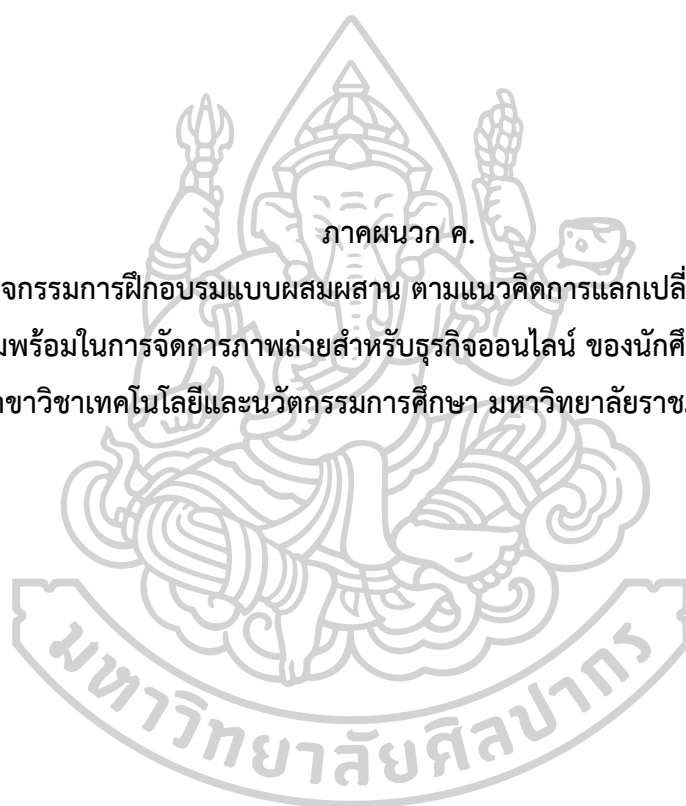 ภาคผนวก ค.
จกรรมการฝึกอบรมแบบผสมผสาน ตามแนวคิดการแลกเปลี่
มพร้อมในการจัดการภาพถ่ายสำหรับธุรกิจออนไลน์ ของนักศึ
าขาวิชาเทคโนโลยีและนวัตกรรมการศึกษา มหาวิทยาลัยราช
มหาวิทยาลัยศิลปากร